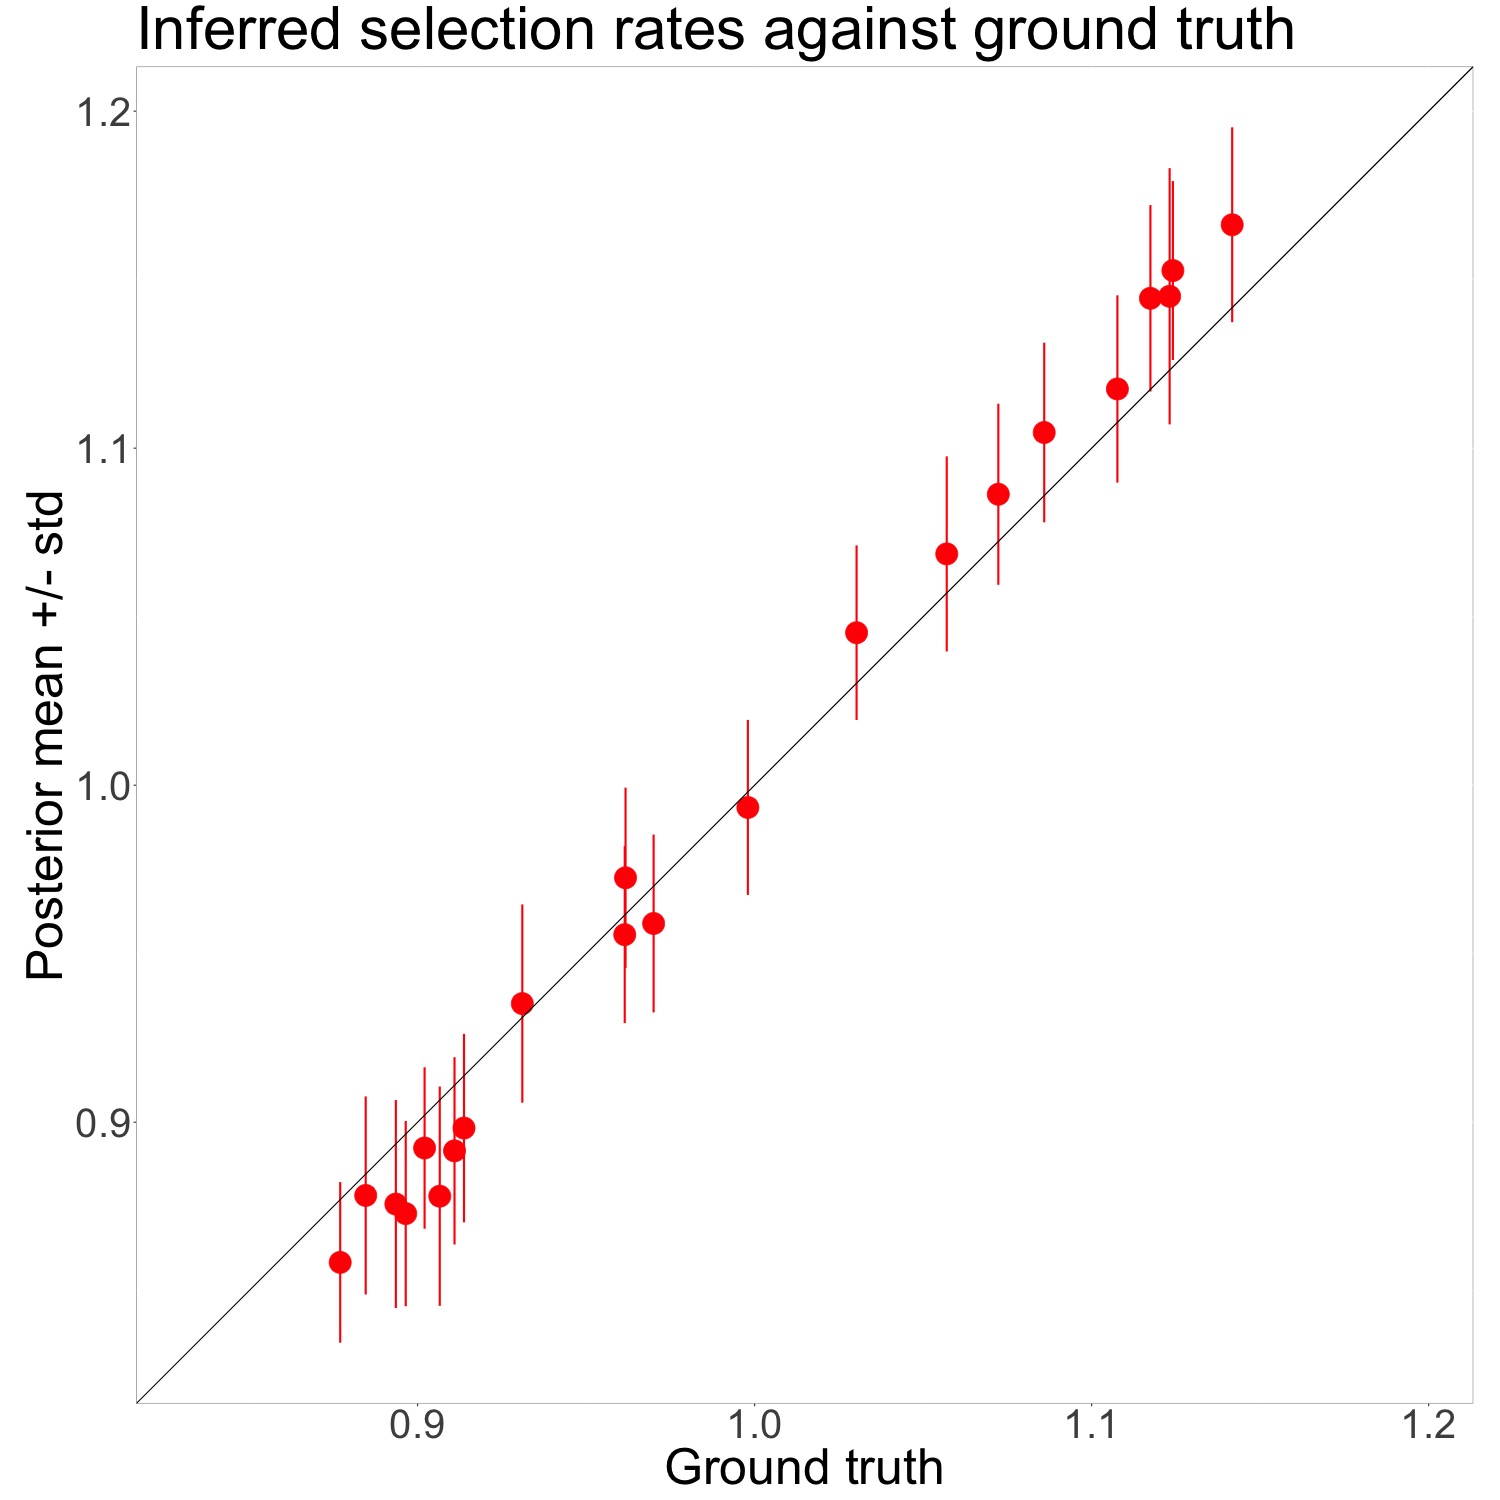 Inferred selection rates against ground truth
1.2
1.1
1.0
0.9
Posterior mean +/- std
0.9
1.0
1.1
1.2
Ground truth